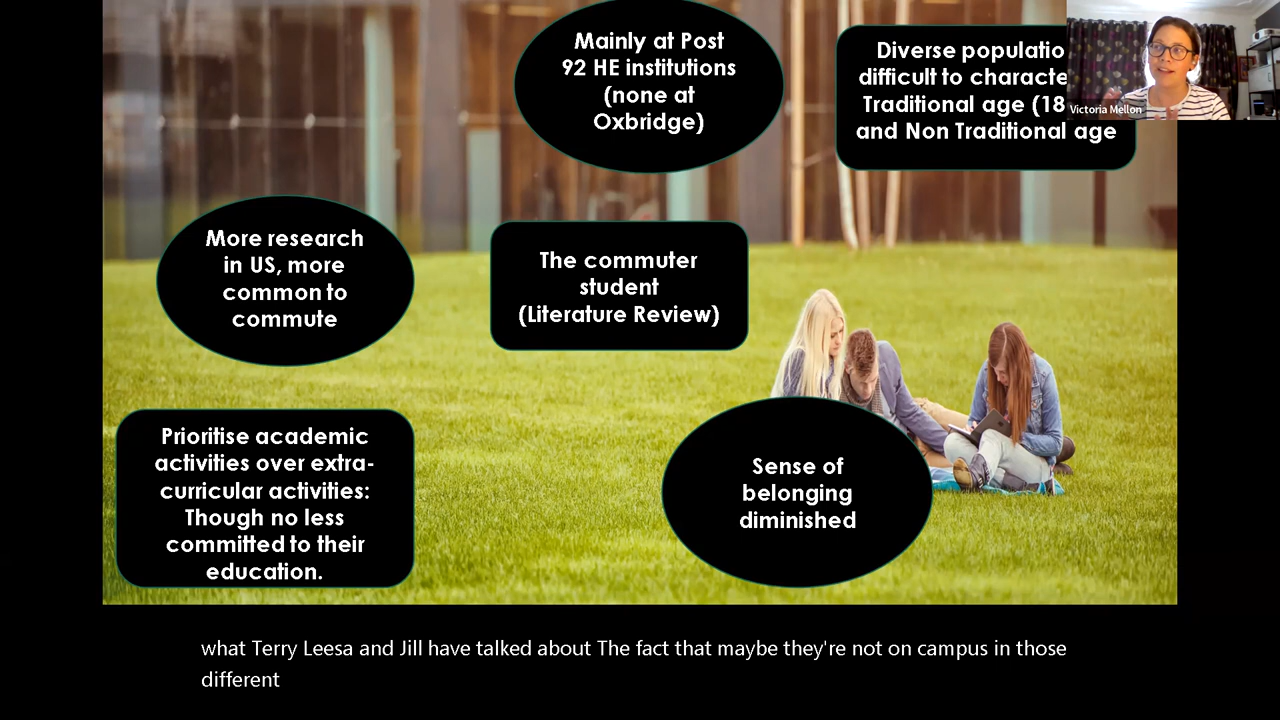 Mainly at Post
92 HE institutions
(none at
Oxbridge)
Diverse populatio
difficult to characte
Traditional age (18
and Non Traditional age
Victoria Mellon
More research
in US, more
common to
commute
The commuter
student
(Literature Review)
Prioritise academic
activities over extra-
curricular activities:
Though no less
committed to their
education.
Sense of
belonging
diminished
what Terry Leesa and Jill have talked about The fact that maybe they're not on campus in those
different